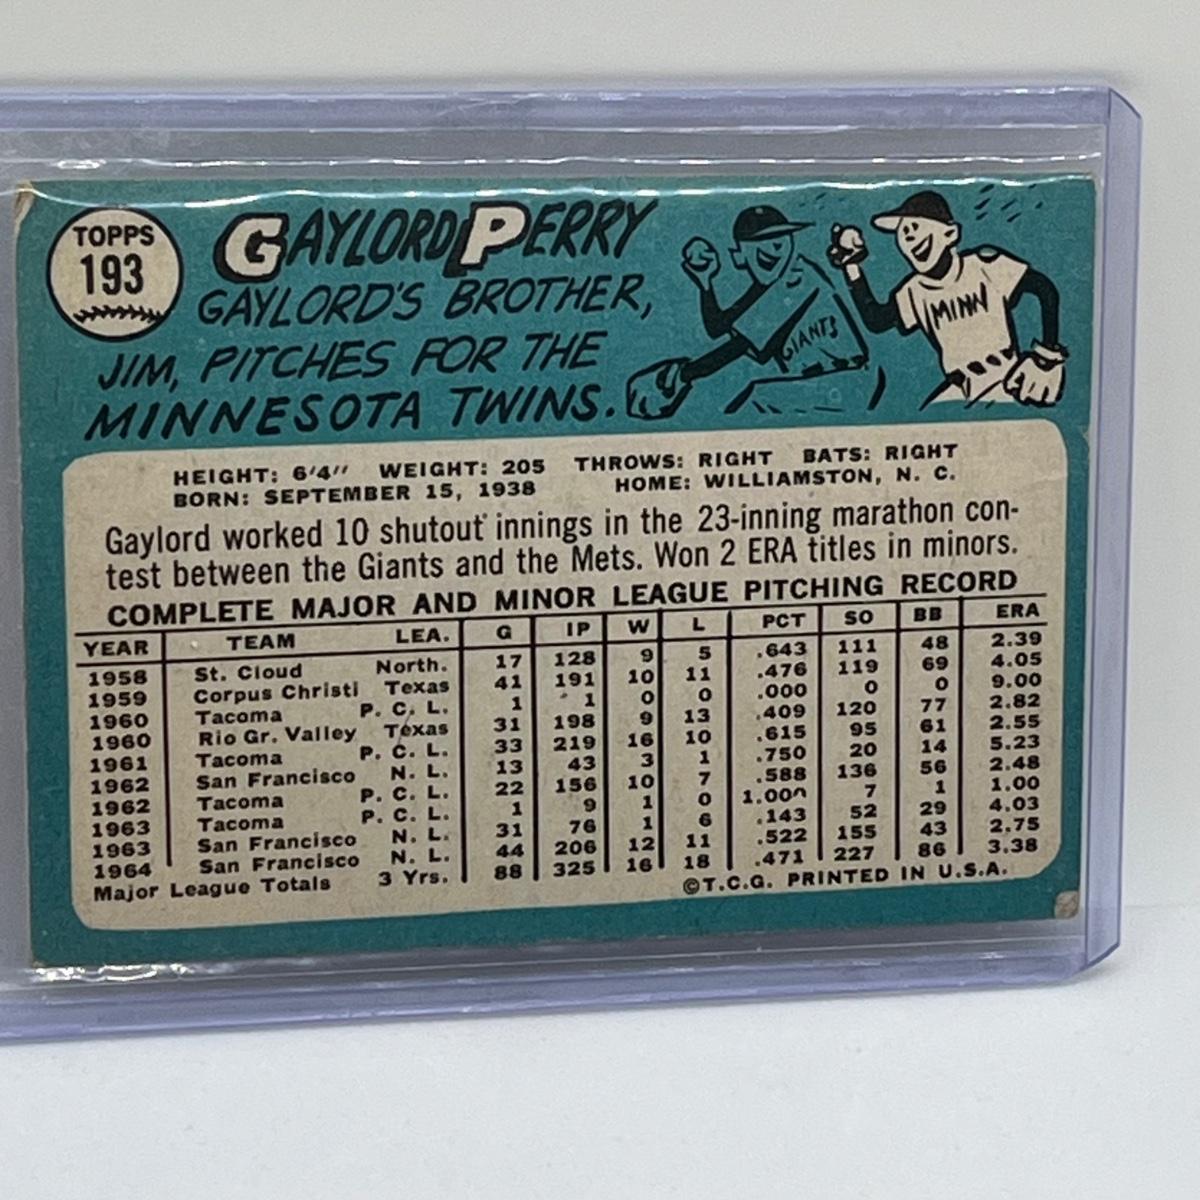 TOPPS
193
GAYLORD PERRY
GAYLORD'S BROTHER,
JIM, PITCHES FOR THE
MINNESOTA TWINS.
GIANTS
MINN
HEIGHT: 6'4" WEIGHT: 205 THROWS: RIGHT BATS: RIGHT
BORN: SEPTEMBER 15, 1938 HOME: WILLIAMSTON, N. C.
Gaylord worked 10 shutout innings in the 23-inning marathon con-
test between the Giants and the Mets. Won 2 ERA titles in minors.
COMPLETE MAJOR AND MINOR LEAGUE PITCHING RECORD
YEAR TEAM LEA. G IP W L PCT SO BB ERA
1958 St. Cloud North. 17 128 9 5 .643 111 48 2.39
1959 Corpus Christi Texas 41 191 10 11 .476 119 69 4.05
1960 Tacoma P. C. L. 1 1 0 0 .000 0 0 9.00
1960 Rio Gr. Valley Texas 31 198 9 13 .409 120 77 2.82
1961 Tacoma P. C. L. 33 219 16 10 .615 95 61 2.55
1962 San Francisco N. L. 13 43 3 1 .750 20 14 5.23
1962 Tacoma P. C. L. 22 156 10 7 .588 136 56 2.48
1963 Tacoma P. C. L. 1 9 1 0 1.000 7 1 1.00
1963 San Francisco N. L. 31 76 1 6 .143 52 29 4.03
1964 San Francisco N. L. 44 206 12 11 .522 155 43 2.75
Major League Totals 3 Yrs. 88 325 16 18 .471 227 86 3.38
©T.C.G. PRINTED IN U.S.A.